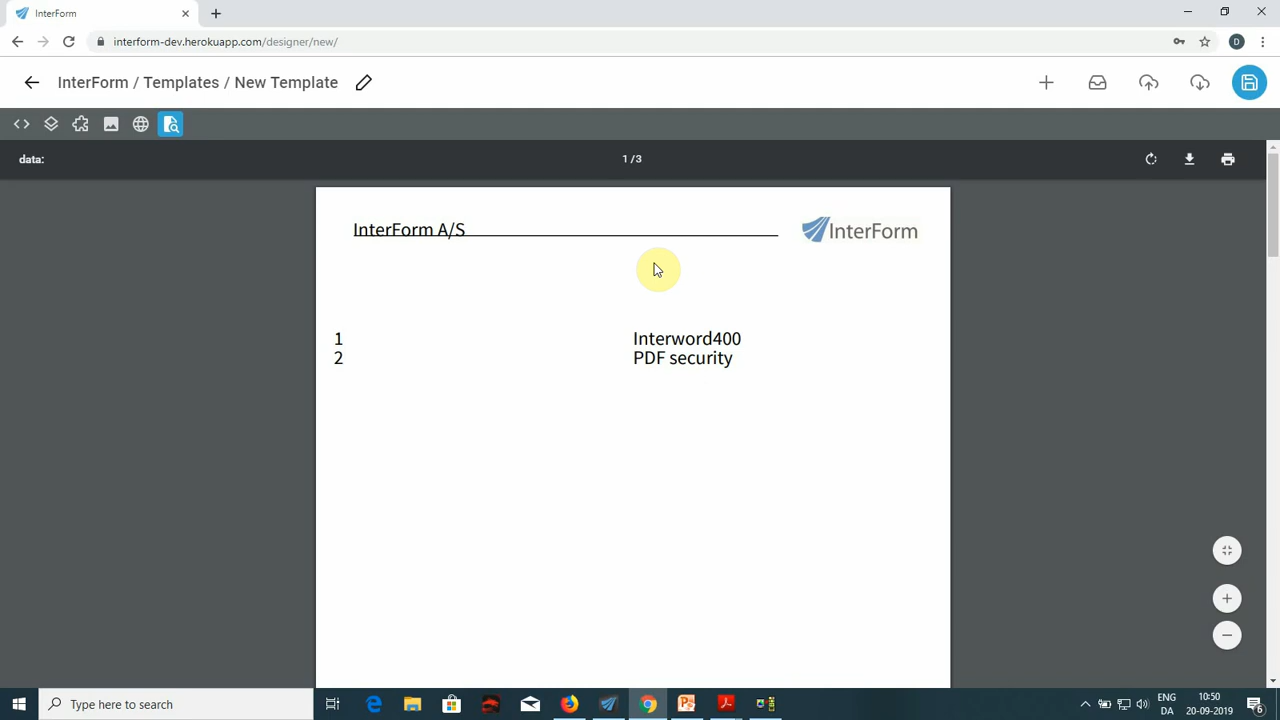 InterForm
interform-dev.herokuapp.com/designer/new/
D
InterForm / Templates / New Template
data:
1 / 3
InterForm A/S
InterForm
1 Interword400
2 PDF security
Type here to search
ENG
DA
10:50
20-09-2019
6